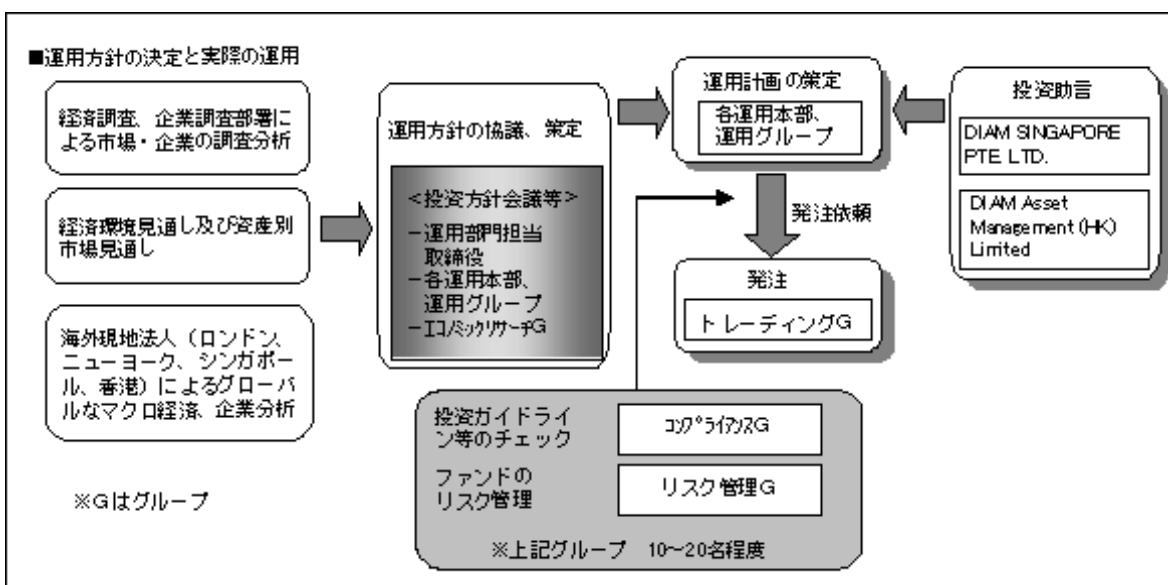 ■運用方針の決定と実際の運用
経済調査、企業調査部署に
よる市場・企業の調査分析
経済環境見通し及び資産別
市場見通し
海外現地法人（ロンドン、
ニューヨーク、シンガポー
ル、香港）によるグローバ
ルなマクロ経済、企業分析
※Gはグループ
運用方針の協議、策定
＜投資方針会議等＞
－運用部門担当
取締役
－各運用本部、
運用グループ
－ｴｺﾉﾐｯｸﾘｻｰﾁG
運用計画の策定
各運用本部、
運用グループ
発注依頼
発注
トレーディングG
投資助言
DIAM SINGAPORE
PTE LTD.
DIAM Asset
Management (HK)
Limited
投資ガイドライ
ン等のチェック
ｺﾝﾌﾟﾗｲｱﾝｽG
ファンドの
リスク管理
リスク管理G
※上記グループ　10～20名程度